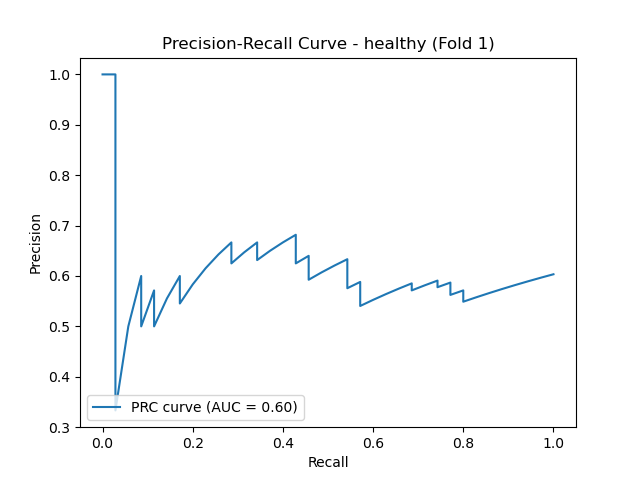 Precision-Recall Curve - healthy (Fold 1)
1.0
0.9
0.8
0.7
0.6
0.5
0.4
0.3
Precision
PRC curve (AUC = 0.60)
0.0 0.2 0.4 0.6 0.8 1.0
Recall